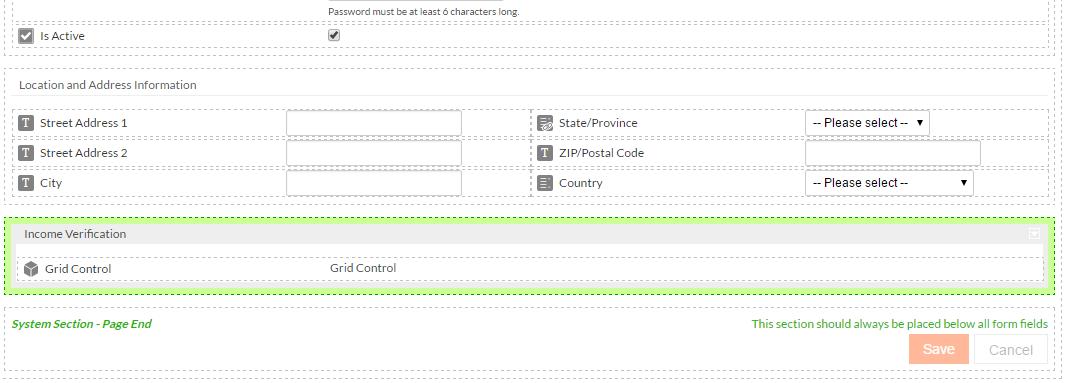 Password must be at least 6 characters long.
Is Active
Location and Address Information
T Street Address 1
State/Province -- Please select --
T Street Address 2
T ZIP/Postal Code
T City
Country -- Please select --
Income Verification
Grid Control Grid Control
System Section - Page End This section should always be placed below all form fields
Save Cancel